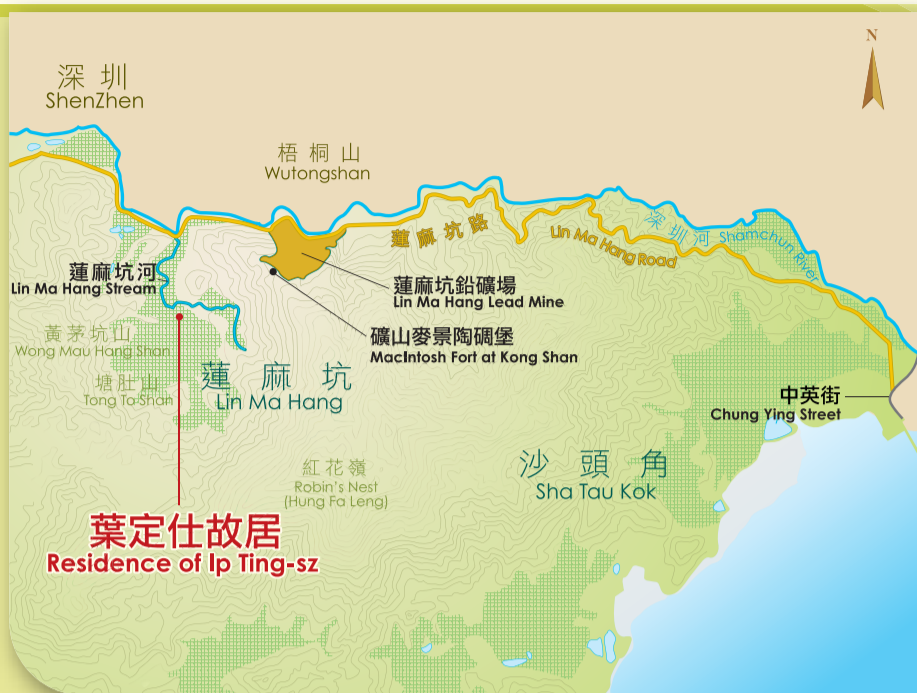 N
深圳
ShenZhen
梧桐山
Wutongshan
蓮麻坑路
Lin Ma Hang Road
深圳河 Shamchun River
蓮麻坑河
Lin Ma Hang Stream
蓮麻坑鉛礦場
Lin Ma Hang Lead Mine
黃茅坑山
Wong Mau Hang Shan
礦山麥景陶碉堡
MacIntosh Fort at Kong Shan
塘肚山
Tong To Shan
蓮麻坑
Lin Ma Hang
中英街
Chung Ying Street
紅花嶺
Robin's Nest
(Hung Fa Leng)
沙頭角
Sha Tau Kok
葉定仕故居
Residence of Ip Ting-sz